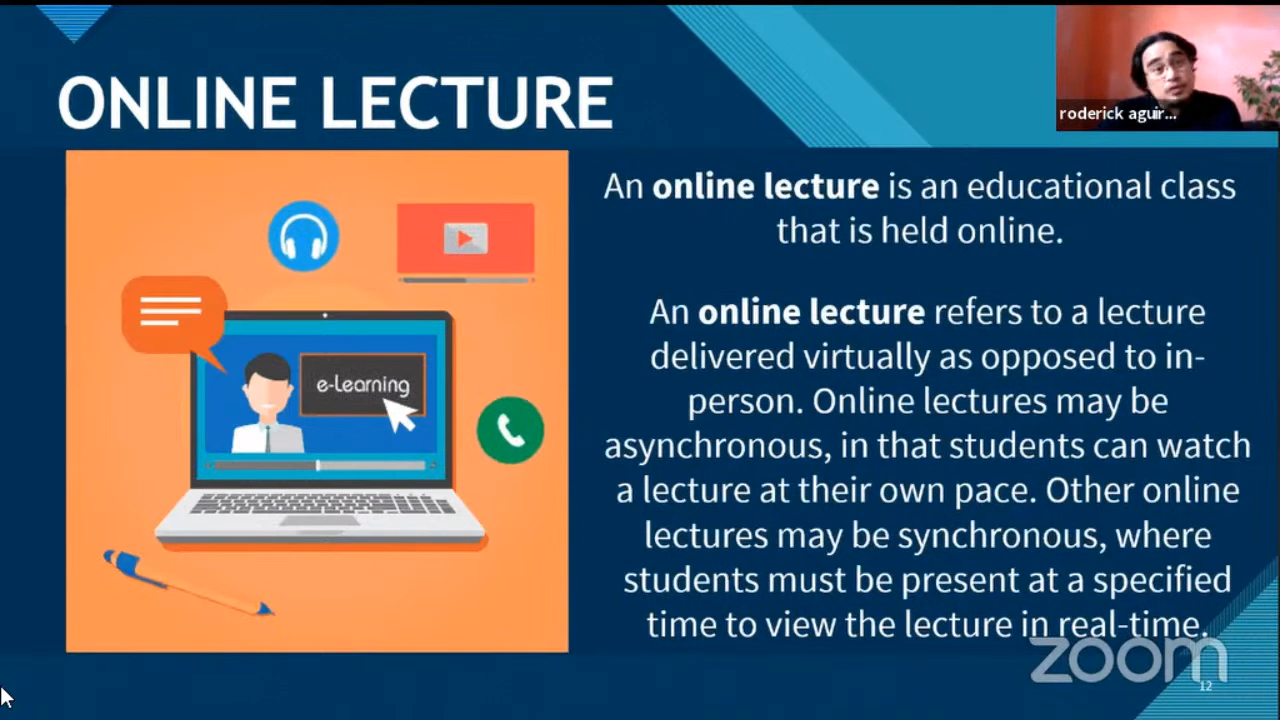 ONLINE LECTURE
roderick aguir...
An online lecture is an educational class
that is held online.
An online lecture refers to a lecture
delivered virtually as opposed to in-
person. Online lectures may be
asynchronous, in that students can watch
a lecture at their own pace. Other online
lectures may be synchronous, where
students must be present at a specified
time to view the lecture in real-time.
e-Learning
zoom
12